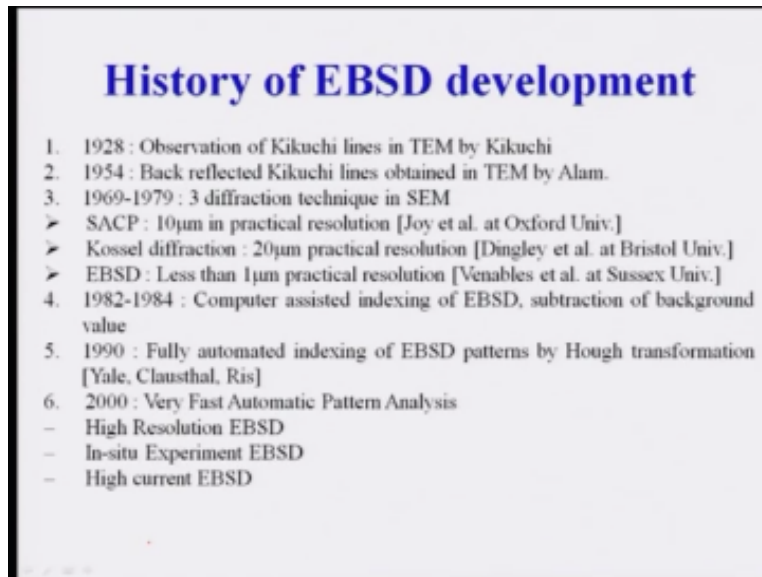 History of EBSD development
1. 1928 : Observation of Kikuchi lines in TEM by Kikuchi
2. 1954 : Back reflected Kikuchi lines obtained in TEM by Alam.
3. 1969-1979 : 3 diffraction technique in SEM
➢ SACP : 10μm in practical resolution [Joy et al. at Oxford Univ.]
➢ Kossel diffraction : 20μm practical resolution [Dingley et al. at Bristol Univ.]
➢ EBSD : Less than 1μm practical resolution [Venables et al. at Sussex Univ.]
4. 1982-1984 : Computer assisted indexing of EBSD, subtraction of background
value
5. 1990 : Fully automated indexing of EBSD patterns by Hough transformation
[Yale, Clausthal, Ris]
6. 2000 : Very Fast Automatic Pattern Analysis
– High Resolution EBSD
– In-situ Experiment EBSD
– High current EBSD